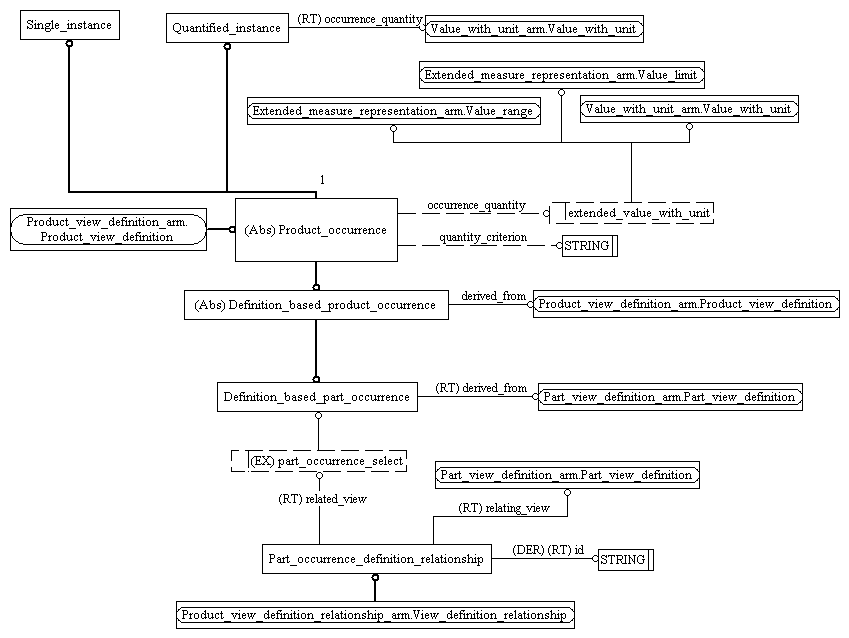 Single_instance
Quantified_instance
(RT) occurrence_quantity
Value_with_unit_arm.Value_with_unit
Extended_measure_representation_arm.Value_limit
Extended_measure_representation_arm.Value_range
Value_with_unit_arm.Value_with_unit
1
Product_view_definition_arm.
Product_view_definition
(Abs) Product_occurrence
occurrence_quantity
extended_value_with_unit
quantity_criterion
STRING
(Abs) Definition_based_product_occurrence
derived_from
Product_view_definition_arm.Product_view_definition
Definition_based_part_occurrence
(RT) derived_from
Part_view_definition_arm.Part_view_definition
(EX) part_occurrence_select
Part_view_definition_arm.Part_view_definition
(RT) related_view
(RT) relating_view
Part_occurrence_definition_relationship
(DER) (RT) id
STRING
Product_view_definition_relationship_arm.View_definition_relationship